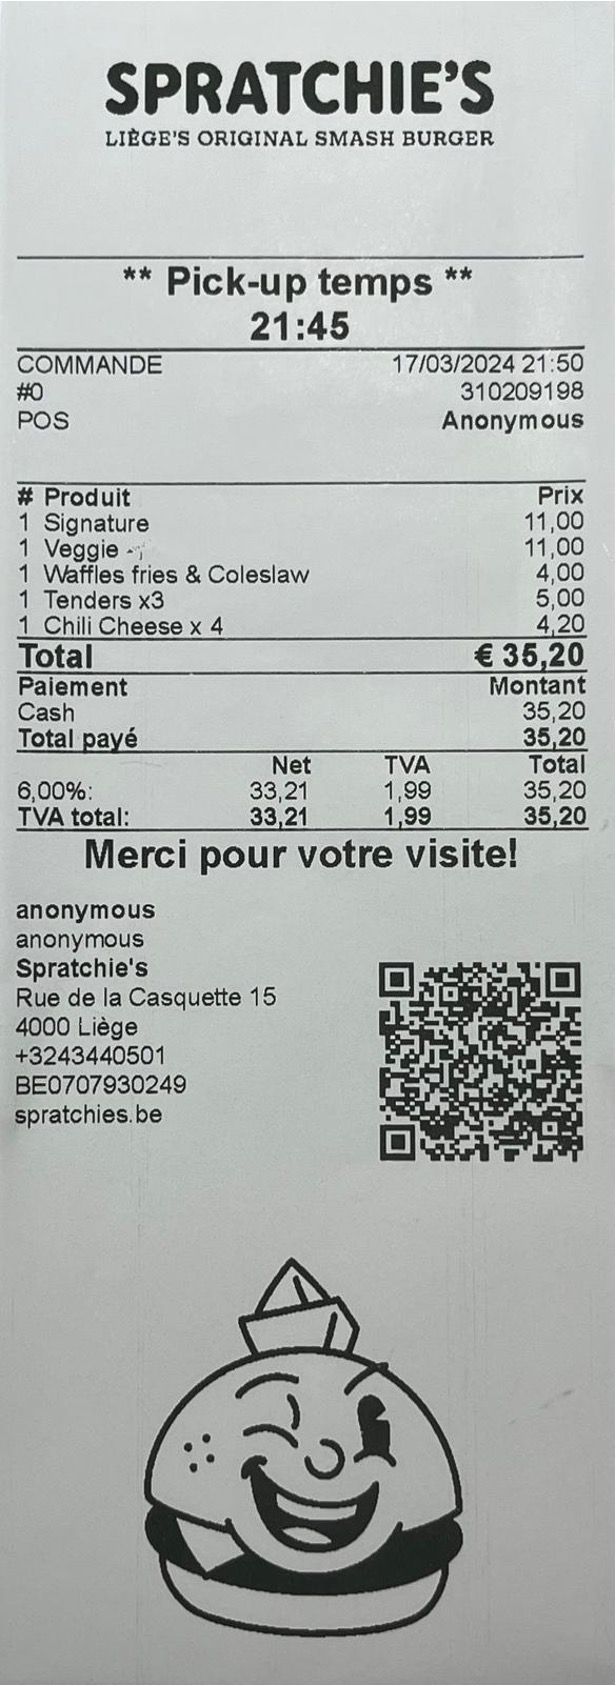 SPRATCHIE'S
LIÈGE'S ORIGINAL SMASH BURGER
** Pick-up temps **
21:45
COMMANDE 17/03/2024 21:50
#0 310209198
POS Anonymous
# Produit Prix
1 Signature 11,00
1 Veggie 11,00
1 Waffles fries & Coleslaw 4,00
1 Tenders x3 5,00
1 Chili Cheese x 4 4,20
Total € 35,20
Paiement Montant
Cash 35,20
Total payé 35,20
Net TVA Total
6,00%: 33,21 1,99 35,20
TVA total: 33,21 1,99 35,20
Merci pour votre visite!
anonymous
anonymous
Spratchie's
Rue de la Casquette 15
4000 Liège
+3243440501
BE0707930249
spratchies.be